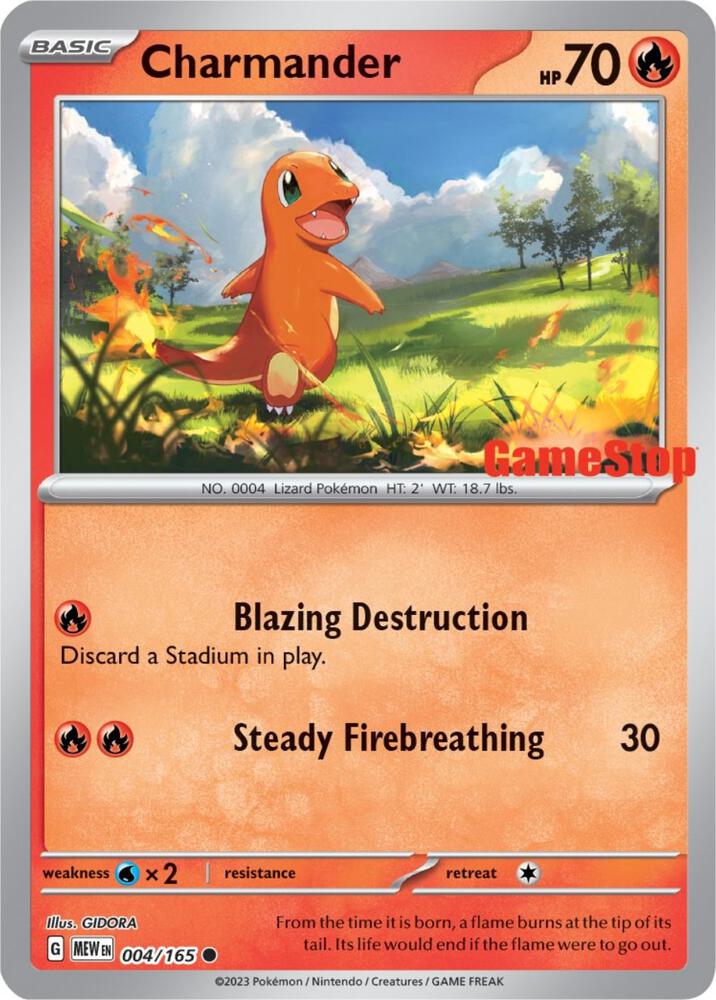 BASIC
Charmander
HP 70
GameStop
NO. 0004 Lizard Pokémon HT: 2' WT: 18.7 lbs.
Blazing Destruction
Discard a Stadium in play.
Steady Firebreathing 30
weakness ×2 resistance retreat
Illus. GIDORA
From the time it is born, a flame burns at the tip of its
tail. Its life would end if the flame were to go out.
G MEW EN 004/165
©2023 Pokémon / Nintendo / Creatures / GAME FREAK